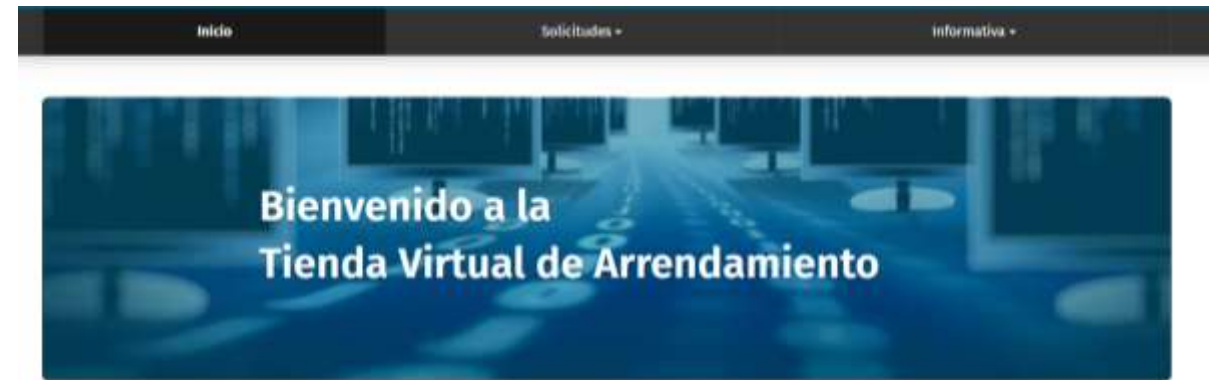 Inicio
Solicitudes
Informativa
Bienvenido a la
Tienda Virtual de Arrendamiento